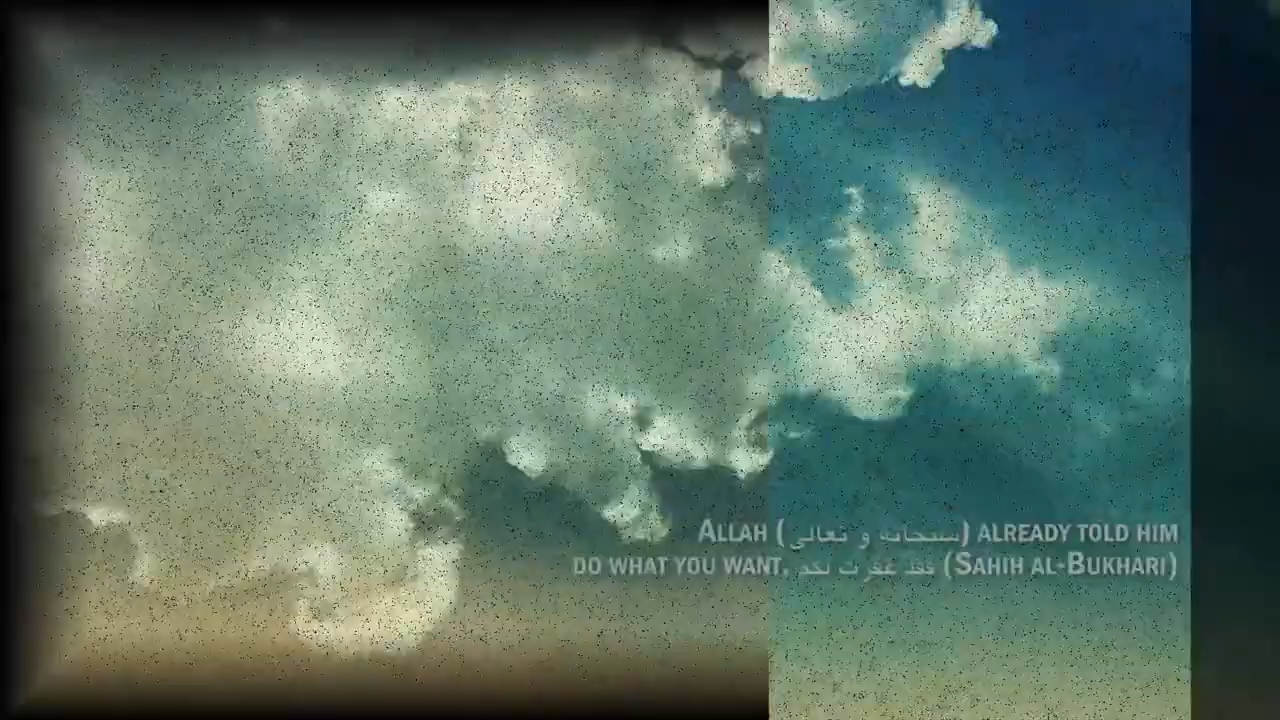 ALLAH (سبحانه و تعالى) ALREADY TOLD HIM
DO WHAT YOU WANT, فقد غفرت لكم (SAHIH AL-BUKHARI)